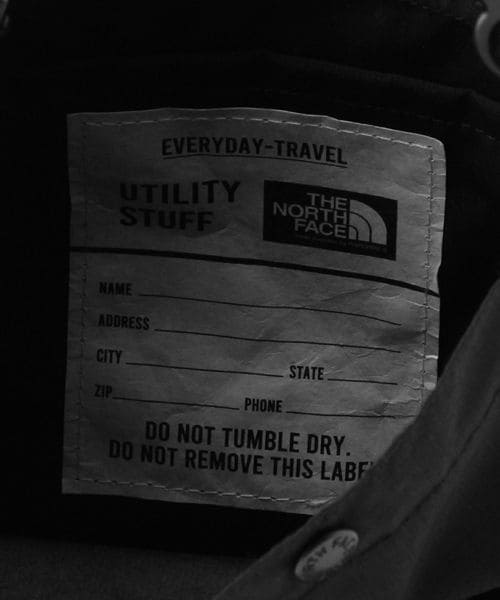 EVERYDAY-TRAVEL
UTILITY
STUFF
THE
NORTH
FACE
NAME
ADDRESS
CITY STATE
ZIP PHONE
DO NOT TUMBLE DRY.
DO NOT REMOVE THIS LABE